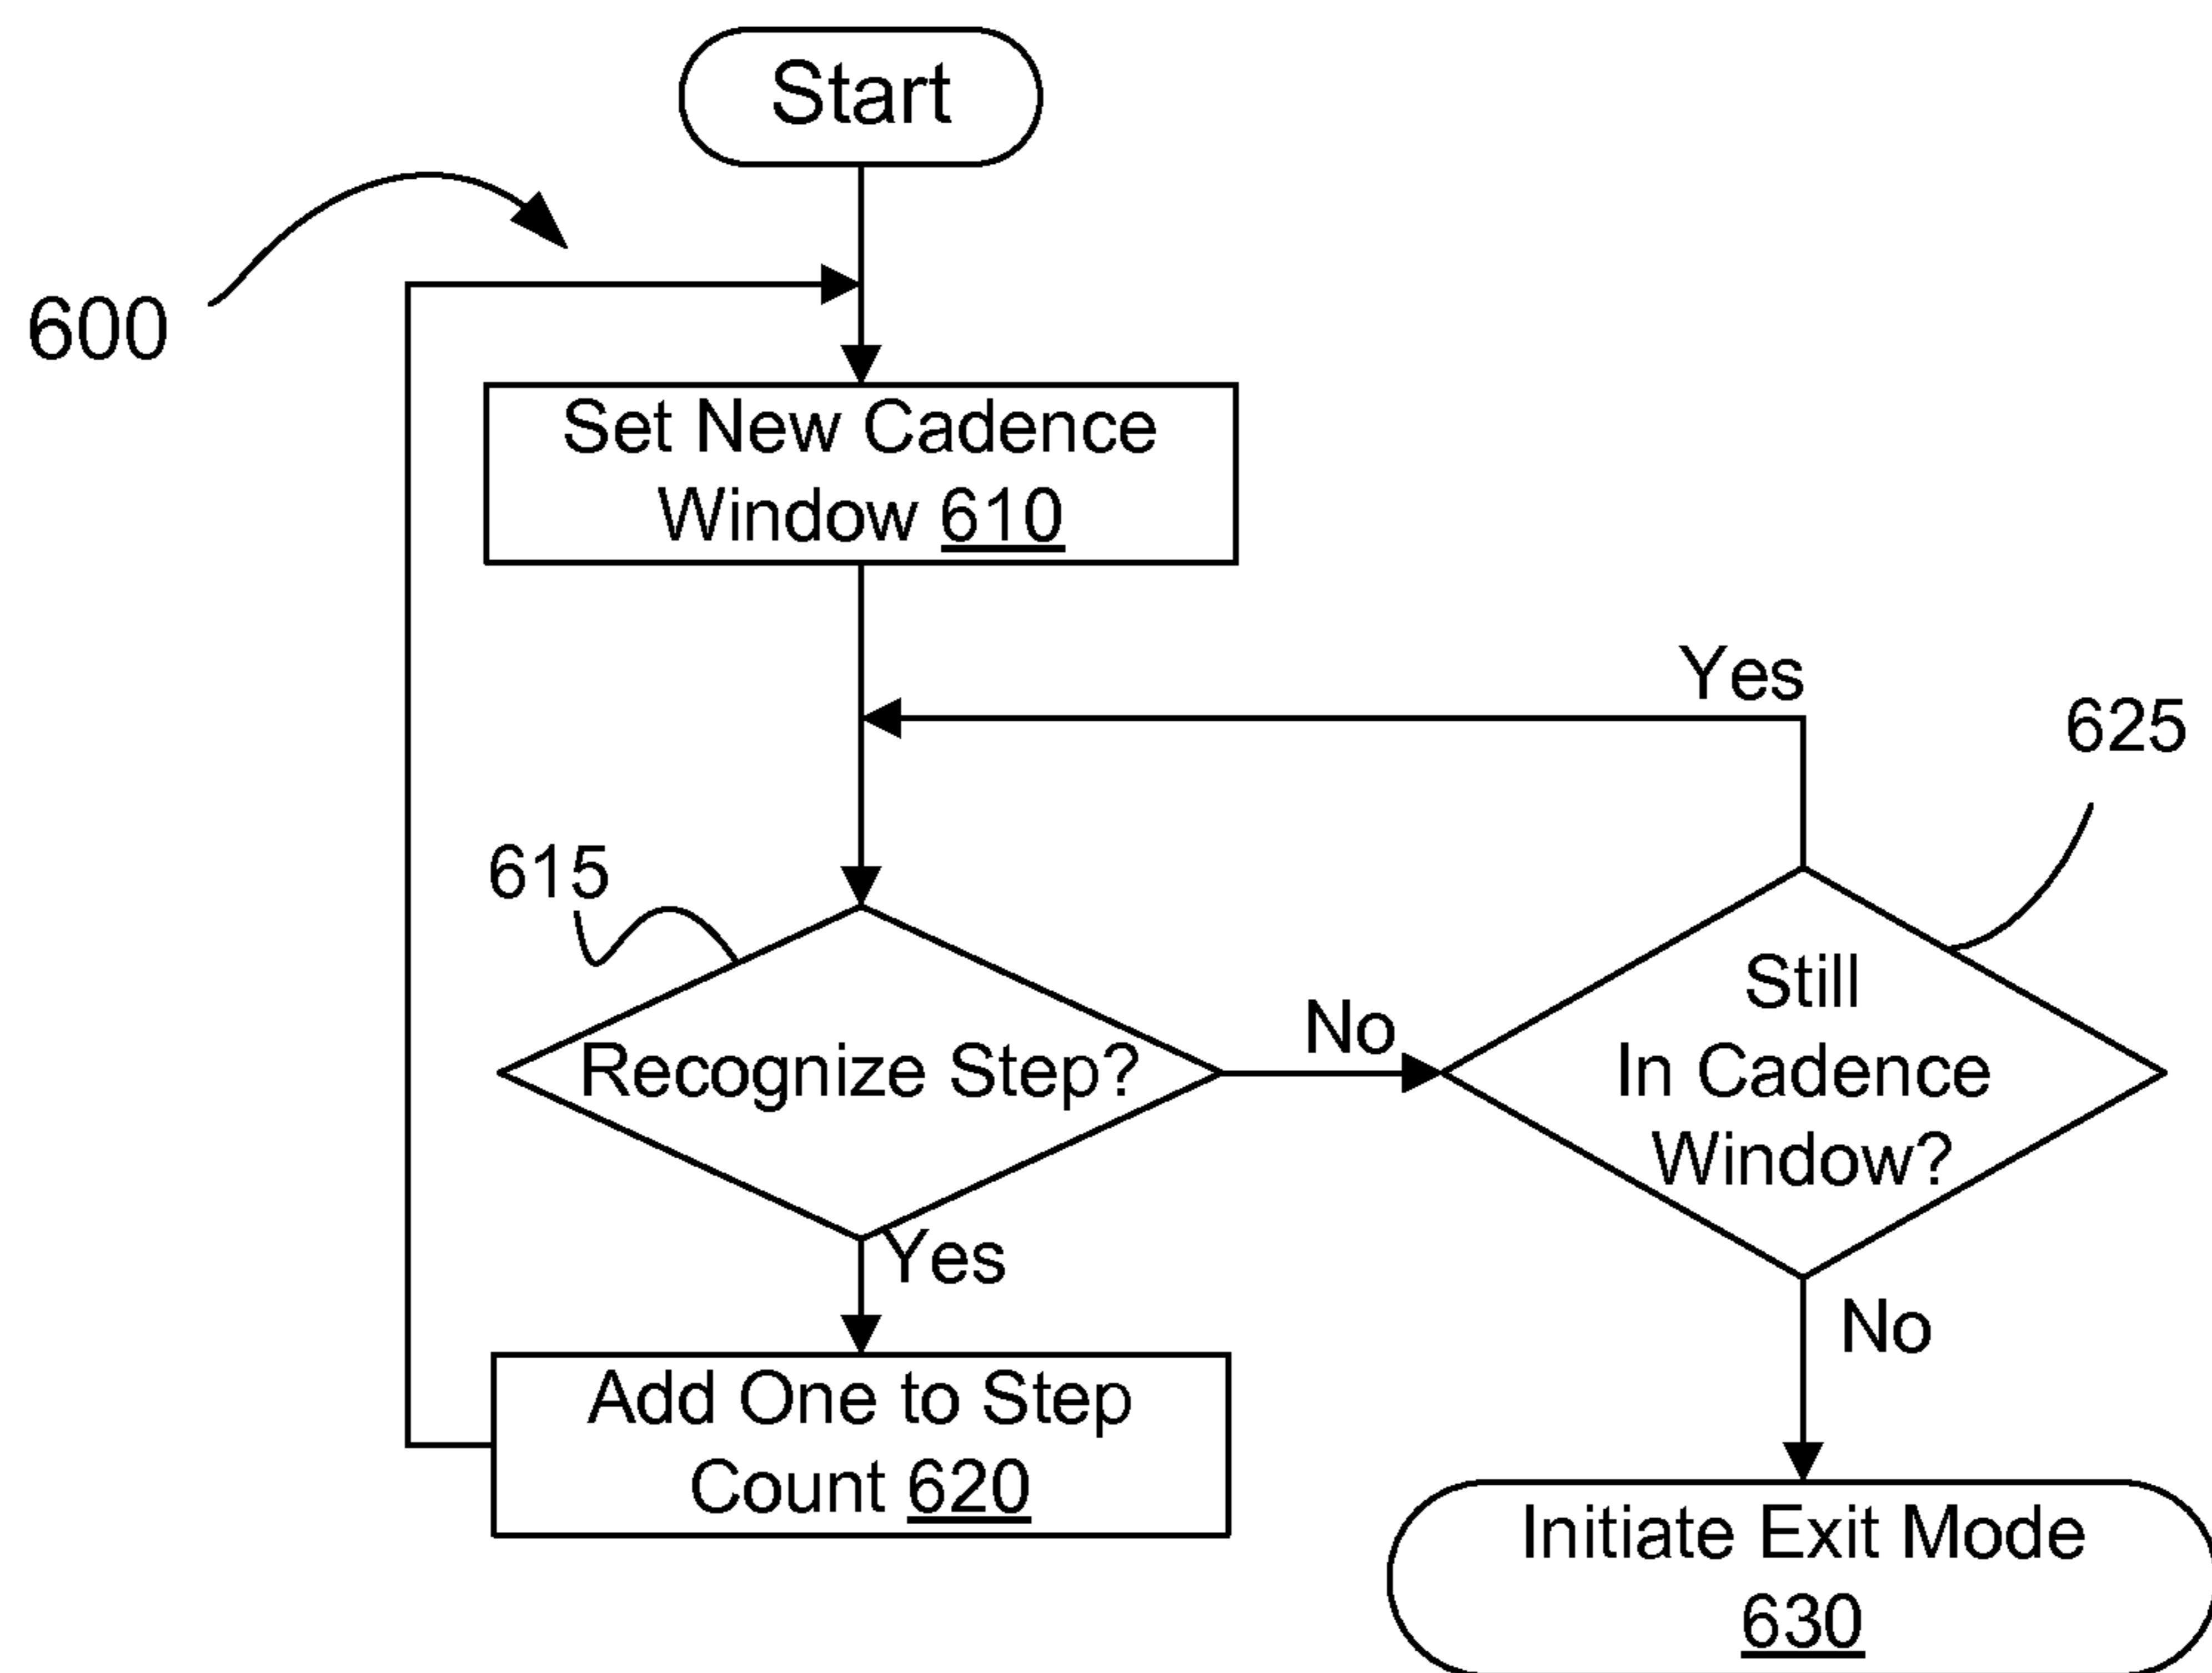 Start
600
Set New Cadence
Window 610
Yes
625
615
Recognize Step?
No
Still
In Cadence
Window?
Yes
No
Add One to Step
Count 620
Initiate Exit Mode
630